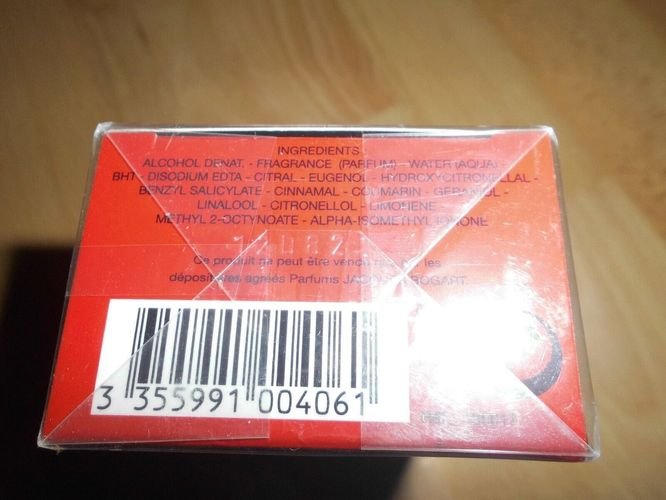 INGREDIENTS
ALCOHOL DENAT. - FRAGRANCE (PARFUM) - WATER (AQUA) -
BHT - DISODIUM EDTA - CITRAL - EUGENOL - HYDROXYCITRONELLAL -
BENZYL SALICYLATE - CINNAMAL - COUMARIN - GERANIOL -
LINALOOL - CITRONELLOL - LIMONENE -
METHYL 2-OCTYNOATE - ALPHA-ISOMETHYL IONONE
Ce produit ne peut être vendu que par les
dépositaires agréés Parfums JACQUES BOGART.
3 355991 004061